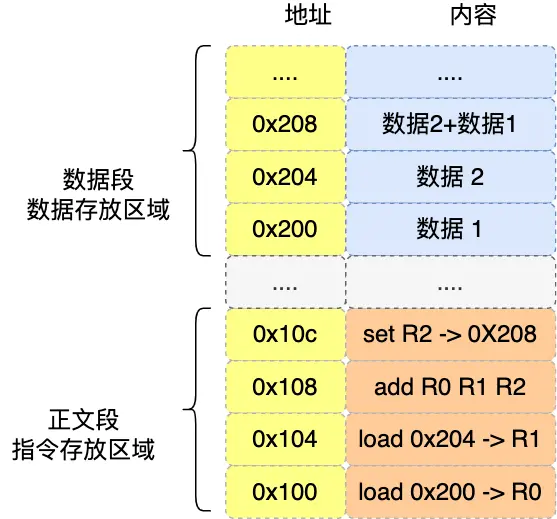 地址 内容
.... ....
0x208 数据2+数据1
0x204 数据 2
0x200 数据 1
数据段
数据存放区域
.... ....
0x10c set R2 -> 0X208
0x108 add R0 R1 R2
0x104 load 0x204 -> R1
0x100 load 0x200 -> R0
正文段
指令存放区域